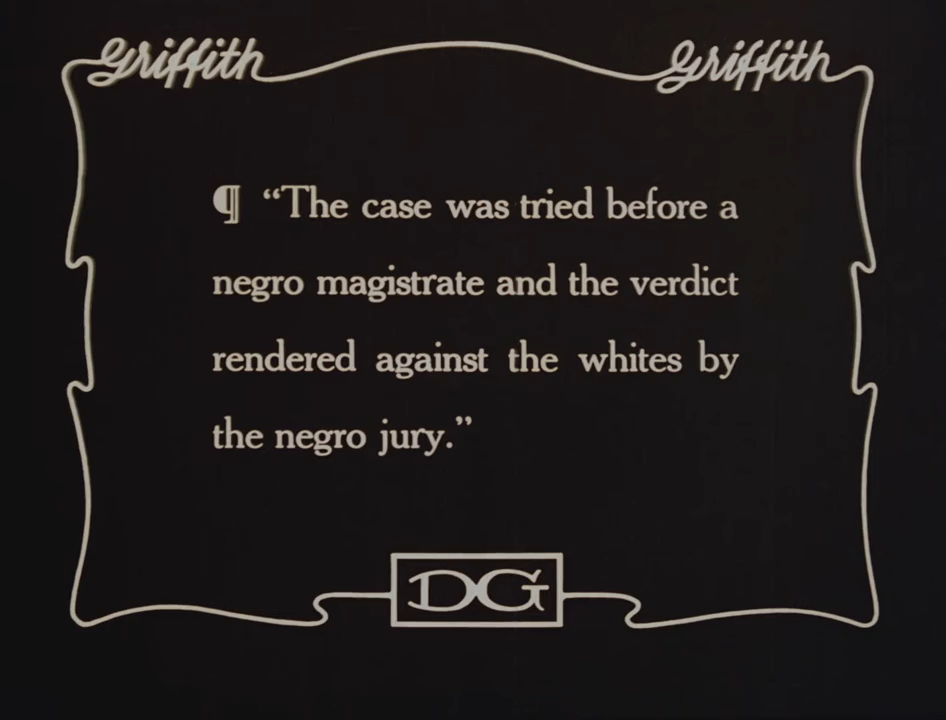 Griffith Griffith
¶ “The case was tried before a
negro magistrate and the verdict
rendered against the whites by
the negro jury.”
DG